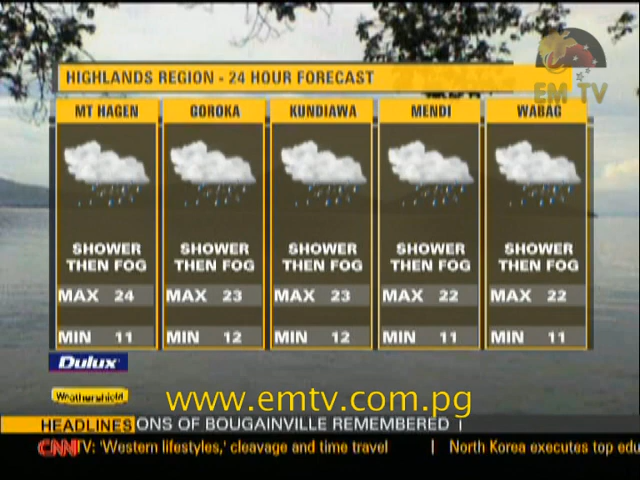 EM TV
HIGHLANDS REGION - 24 HOUR FORECAST
MT HAGEN
SHOWER
THEN FOG
MAX 24
MIN 11
GOROKA
SHOWER
THEN FOG
MAX 23
MIN 12
KUNDIAWA
SHOWER
THEN FOG
MAX 23
MIN 12
MENDI
SHOWER
THEN FOG
MAX 22
MIN 11
WABAG
SHOWER
THEN FOG
MAX 22
MIN 11
Dulux
Weathershield
www.emtv.com.pg
HEADLINES ONS OF BOUGAINVILLE REMEMBERED |
CNN TV: 'Western lifestyles,' cleavage and time travel | North Korea executes top edu